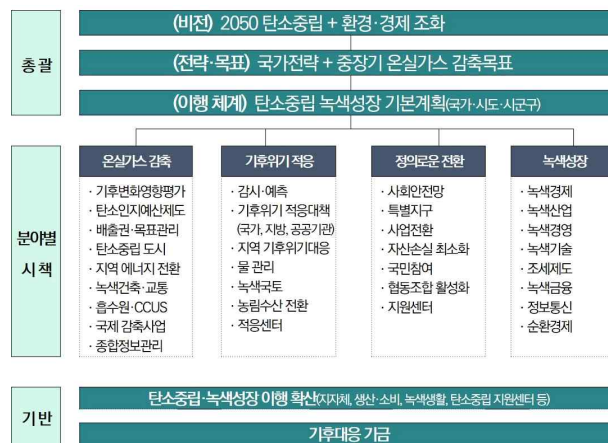 총괄
(비전) 2050 탄소중립 + 환경·경제 조화
(전략·목표) 국가전략 + 중장기 온실가스 감축목표
(이행 체계) 탄소중립 녹색성장 기본계획(국가·시도·시군구)
분야별
시책
온실가스 감축
· 기후변화영향평가
· 탄소인지예산제도
· 배출권·목표관리
· 탄소중립 도시
· 지역 에너지 전환
· 녹색건축·교통
· 흡수원·CCUS
· 국제 감축사업
· 종합정보관리
기후위기 적응
· 감시·예측
· 기후위기 적응대책
(국가, 지방, 공공기관)
· 지역 기후위기대응
· 물 관리
· 녹색국토
· 농림수산 전환
· 적응센터
정의로운 전환
· 사회안전망
· 특별지구
· 사업전환
· 자산손실 최소화
· 국민참여
· 협동조합 활성화
· 지원센터
녹색성장
· 녹색경제
· 녹색산업
· 녹색경영
· 녹색기술
· 조세제도
· 녹색금융
· 정보통신
· 순환경제
기반
탄소중립·녹색성장 이행 확산(지자체, 생산·소비, 녹색생활, 탄소중립 지원센터 등)
기후대응 기금